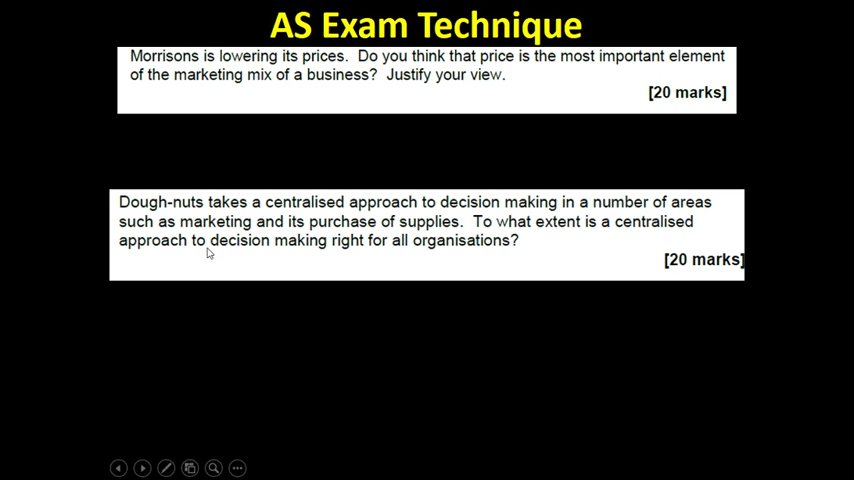 AS Exam Technique
Morrisons is lowering its prices. Do you think that price is the most important element
of the marketing mix of a business? Justify your view.
[20 marks]
Dough-nuts takes a centralised approach to decision making in a number of areas
such as marketing and its purchase of supplies. To what extent is a centralised
approach to decision making right for all organisations?
[20 marks]